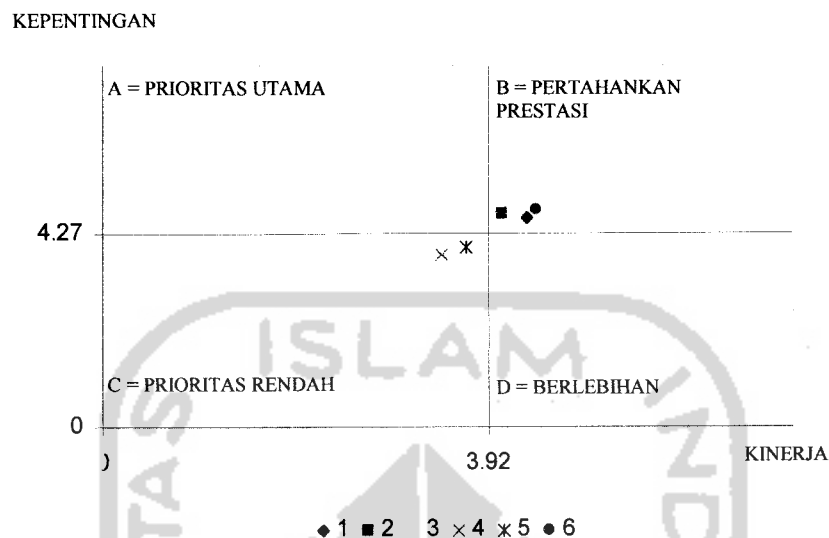 KEPENTINGAN
A = PRIORITAS UTAMA
B = PERTAHANKAN
PRESTASI
4.27
ISLAM
C = PRIORITAS RENDAH
D = BERLEBIHAN
0
)
3.92
KINERJA
1 2 3 4 5 6